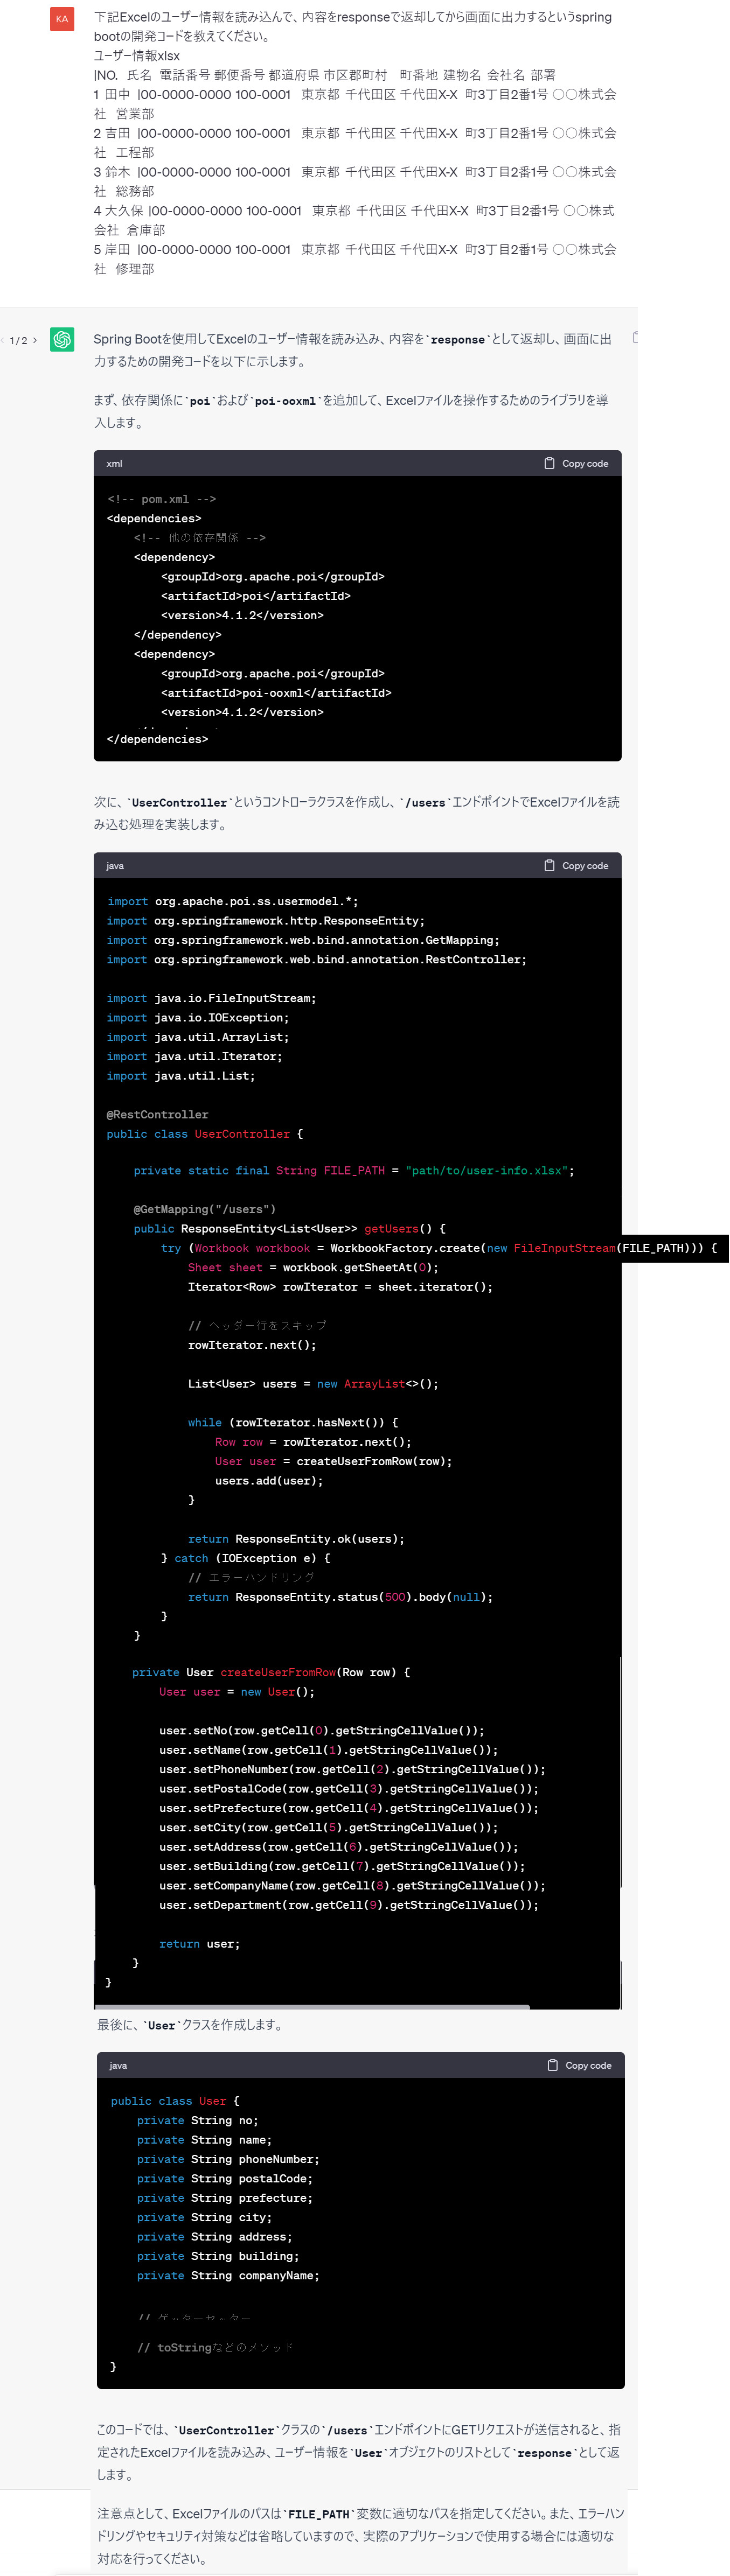 KA
下記Excelのユーザー情報を読み込んで、内容をresponseで返却してから画面に出力するというspring
bootの開発コードを教えてください。
ユーザー情報xlsx
|NO. 氏名 電話番号 郵便番号 都道府県 市区郡町村 町番地 建物名 会社名 部署
1 田中 |00-0000-0000 100-0001 東京都 千代田区 千代田X-X 町3丁目2番1号 〇〇株式会
社 営業部
2 吉田 |00-0000-0000 100-0001 東京都 千代田区 千代田X-X 町3丁目2番1号 〇〇株式会
社 工程部
3 鈴木 |00-0000-0000 100-0001 東京都 千代田区 千代田X-X 町3丁目2番1号 〇〇株式会
社 総務部
4 大久保 |00-0000-0000 100-0001 東京都 千代田区 千代田X-X 町3丁目2番1号 〇〇株式
会社 倉庫部
5 岸田 |00-0000-0000 100-0001 東京都 千代田区 千代田X-X 町3丁目2番1号 〇〇株式会
社 修理部
< 1 / 2 >
Spring Bootを使用してExcelのユーザー情報を読み込み、内容を`response`として返却し、画面に出
力するための開発コードを以下に示します。
まず、依存関係に`poi`および`poi-ooxml`を追加して、Excelファイルを操作するためのライブラリを導
入します。
xml Copy code
<!-- pom.xml -->
<dependencies>
<!-- 他の依存関係 -->
<dependency>
<groupId>org.apache.poi</groupId>
<artifactId>poi</artifactId>
<version>4.1.2</version>
</dependency>
<dependency>
<groupId>org.apache.poi</groupId>
<artifactId>poi-ooxml</artifactId>
<version>4.1.2</version>
</dependencies>
次に、`UserController`というコントローラクラスを作成し、`/users`エンドポイントでExcelファイルを読
み込む処理を実装します。
java Copy code
import org.apache.poi.ss.usermodel.*;
import org.springframework.http.ResponseEntity;
import org.springframework.web.bind.annotation.GetMapping;
import org.springframework.web.bind.annotation.RestController;
import java.io.FileInputStream;
import java.io.IOException;
import java.util.ArrayList;
import java.util.Iterator;
import java.util.List;
@RestController
public class UserController {
private static final String FILE_PATH = "path/to/user-info.xlsx";
@GetMapping("/users")
public ResponseEntity<List<User>> getUsers() {
try (Workbook workbook = WorkbookFactory.create(new FileInputStream(FILE_PATH))) {
Sheet sheet = workbook.getSheetAt(0);
Iterator<Row> rowIterator = sheet.iterator();
// ヘッダー行をスキップ
rowIterator.next();
List<User> users = new ArrayList<>();
while (rowIterator.hasNext()) {
Row row = rowIterator.next();
User user = createUserFromRow(row);
users.add(user);
}
return ResponseEntity.ok(users);
} catch (IOException e) {
// エラーハンドリング
return ResponseEntity.status(500).body(null);
}
}
private User createUserFromRow(Row row) {
User user = new User();
user.setNo(row.getCell(0).getStringCellValue());
user.setName(row.getCell(1).getStringCellValue());
user.setPhoneNumber(row.getCell(2).getStringCellValue());
user.setPostalCode(row.getCell(3).getStringCellValue());
user.setPrefecture(row.getCell(4).getStringCellValue());
user.setCity(row.getCell(5).getStringCellValue());
user.setAddress(row.getCell(6).getStringCellValue());
user.setBuilding(row.getCell(7).getStringCellValue());
user.setCompanyName(row.getCell(8).getStringCellValue());
user.setDepartment(row.getCell(9).getStringCellValue());
return user;
}
}
最後に、`User`クラスを作成します。
java Copy code
public class User {
private String no;
private String name;
private String phoneNumber;
private String postalCode;
private String prefecture;
private String city;
private String address;
private String building;
private String companyName;
// ゲッターセッター
// toStringなどのメソッド
}
このコードでは、`UserController`クラスの`/users`エンドポイントにGETリクエストが送信されると、指
定されたExcelファイルを読み込み、ユーザー情報を`User`オブジェクトのリストとして`response`として返
します。
注意点として、Excelファイルのパスは`FILE_PATH`変数に適切なパスを指定してください。また、エラーハン
ドリングやセキュリティ対策などは省略していますので、実際のアプリケーションで使用する場合には適切な
対応を行ってください。